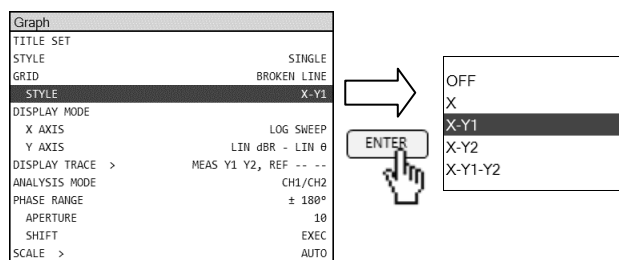 Graph
TITLE SET
STYLE SINGLE
GRID BROKEN LINE
STYLE X-Y1
DISPLAY MODE
X AXIS LOG SWEEP
Y AXIS LIN dBR - LIN θ
DISPLAY TRACE > MEAS Y1 Y2, REF -- --
ANALYSIS MODE CH1/CH2
PHASE RANGE ± 180°
APERTURE 10
SHIFT EXEC
SCALE > AUTO
ENTER
OFF
X
X-Y1
X-Y2
X-Y1-Y2